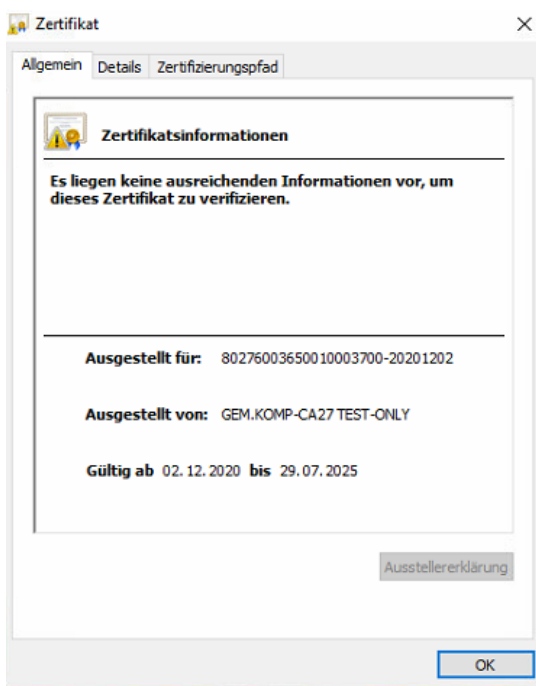 Zertifikat
Allgemein Details Zertifizierungspfad
Zertifikatsinformationen
Es liegen keine ausreichenden Informationen vor, um
dieses Zertifikat zu verifizieren.
Ausgestellt für: 80276003650010003700-20201202
Ausgestellt von: GEM.KOMP-CA27 TEST-ONLY
Gültig ab 02.12.2020 bis 29.07.2025
Ausstellererklärung
OK